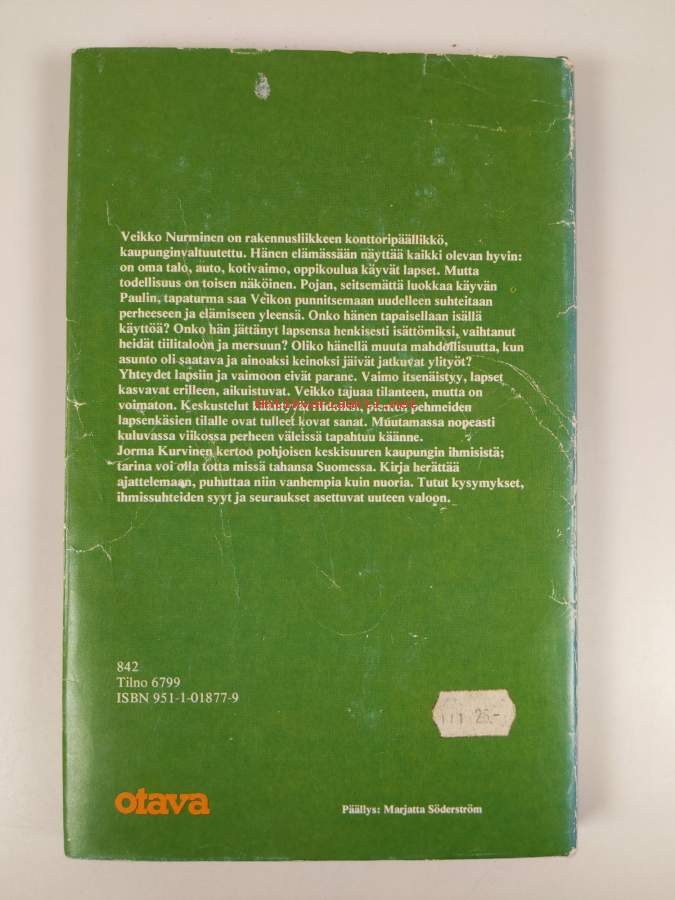 Veikko Nurminen on rakennusliikkeen konttoripäällikkö,
kaupunginvaltuutettu. Hänen elämässään näyttää kaikki olevan hyvin:
on oma talo, auto, kotivaimo, oppikoulua käyvät lapset. Mutta
todellisuus on toisen näköinen. Pojan, seitsemättä luokkaa käyvän
Paulin, tapaturma saa Veikon punnitsemaan uudelleen suhteitaan
perheeseen ja elämiseen yleensä. Onko hänen tapaisellaan isällä
käyttöä? Onko hän jättänyt lapsensa henkisesti isättömiksi, vaihtanut
heidät tiilitaloon ja mersuun? Oliko hänellä muuta mahdollisuutta, kun
asunto oli saatava ja ainoaksi keinoksi jäivät jatkuvat ylityöt?
Yhteydet lapsiin ja vaimoon eivät parane. Vaimo itsenäistyy, lapset
kasvavat erilleen, aikuistuvat. Veikko tajuaa tilanteen, mutta on
voimaton. Keskustelut pienten pehmeiden
lapsenkäsien tilalle ovat tulleet kovat sanat. Muutamassa nopeasti
kuluvassa viikossa perheen väleissä tapahtuu käänne.
Jorma Kurvinen kertoo pohjoisen keskisuuren kaupungin ihmisistä;
tarina voi olla totta missä tahansa Suomessa. Kirja herättää
ajattelemaan, puhuttaa niin vanhempia kuin nuoria. Tutut kysymykset,
ihmissuhteiden syyt ja seuraukset asettuvat uuteen valoon.
842
Tilno 6799
ISBN 951-1-01877-9
26,-
otava
Päällys: Marjatta Söderström